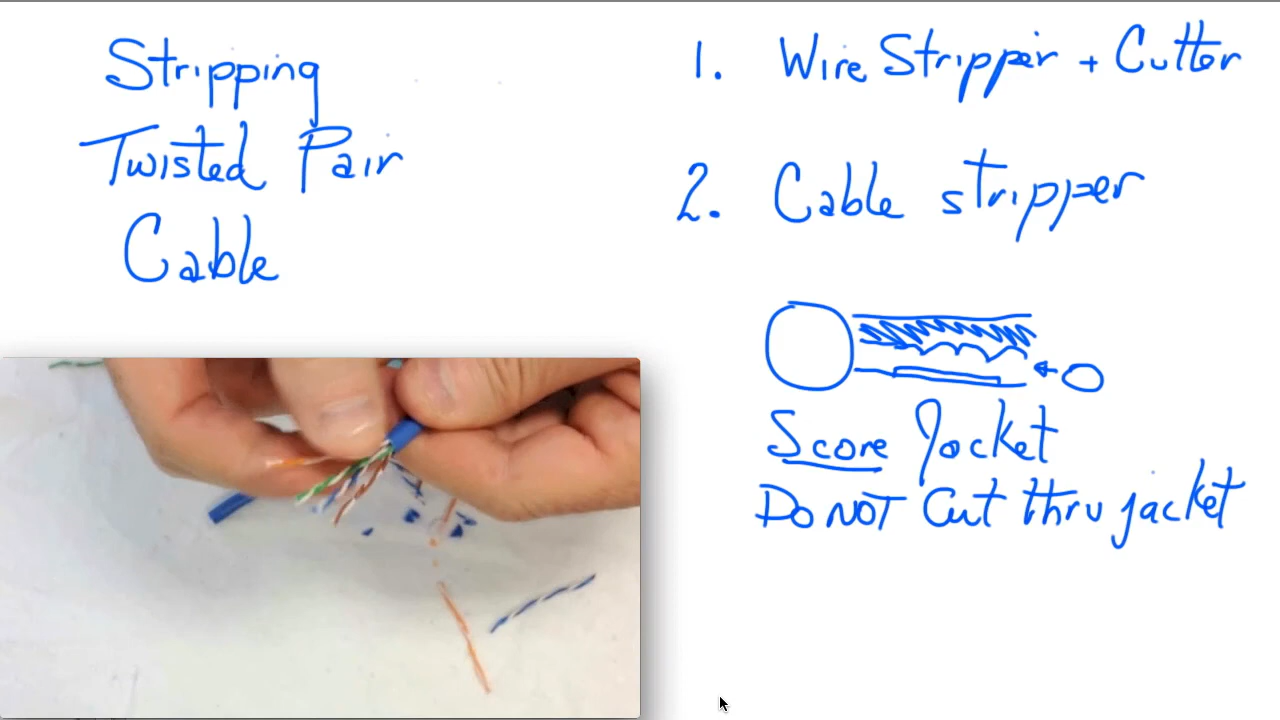 Stripping
Twisted Pair
Cable
1. Wire Stripper + Cutter
2. Cable stripper
Score Jacket
DO NOT Cut thru jacket